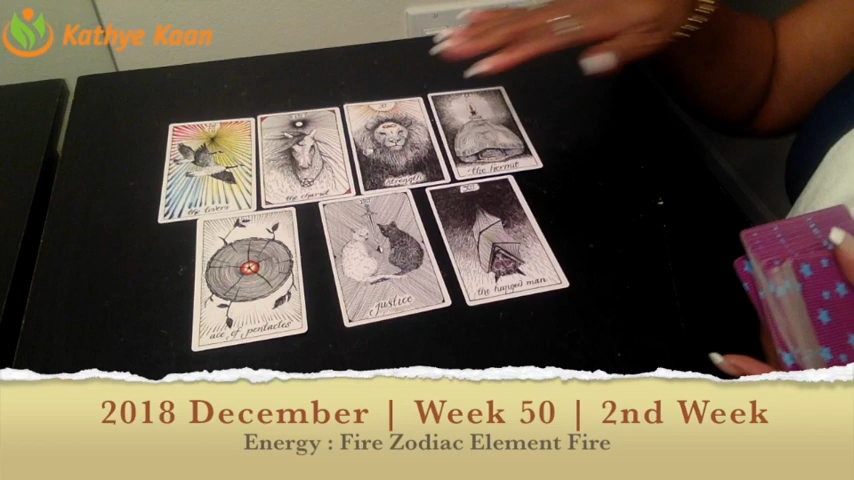 Kathye Kaan
the lovers
the chariot
strength
the hermit
ace of pentacles
justice
the hanged man
2018 December | Week 50 | 2nd Week
Energy : Fire Zodiac Element Fire